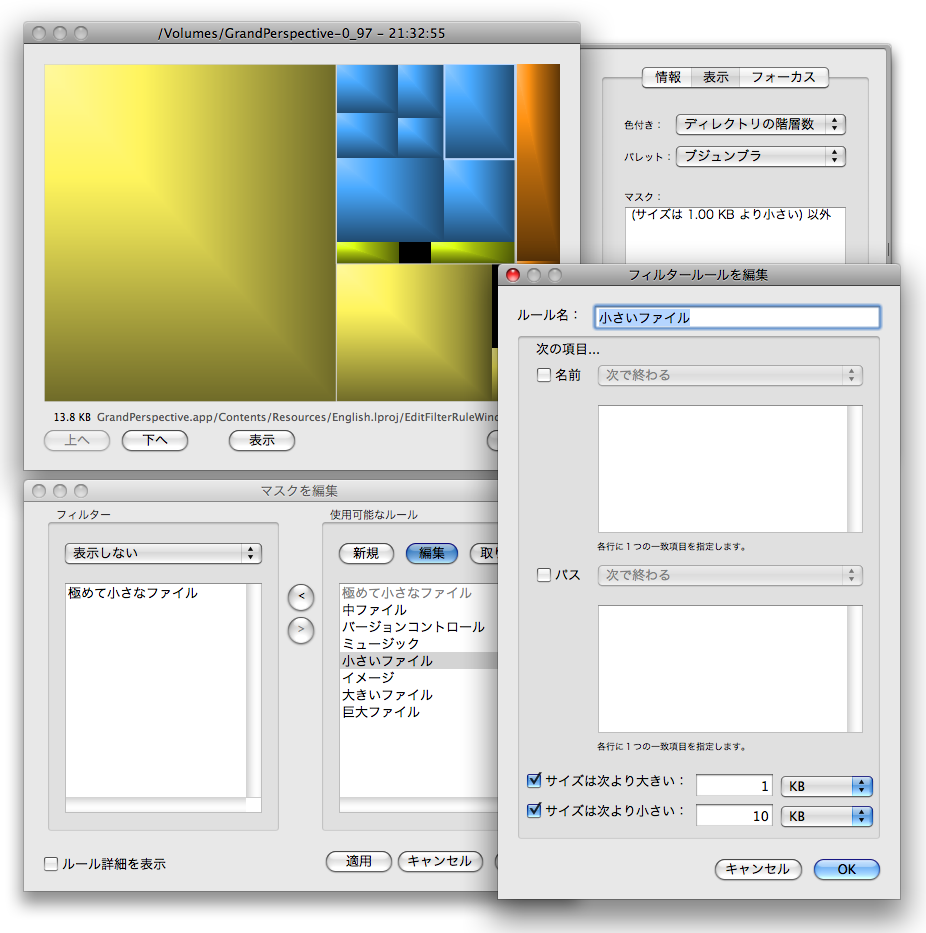 /Volumes/GrandPerspective-0_97 - 21:32:55
13.8 KB GrandPerspective.app/Contents/Resources/English.lproj/EditFilterRuleWind
上へ
下へ
表示
情報
表示
フォーカス
色付き：
ディレクトリの階層数
パレット：
ブジュンブラ
マスク：
(サイズは 1.00 KB より小さい) 以外
マスクを編集
フィルター
表示しない
極めて小さなファイル
<
>
使用可能なルール
新規
編集
極めて小さなファイル
中ファイル
バージョンコントロール
ミュージック
小さいファイル
イメージ
大きいファイル
巨大ファイル
ルール詳細を表示
適用
キャンセル
フィルタールールを編集
ルール名：
小さいファイル
次の項目...
名前
次で終わる
各行に１つの一致項目を指定します。
パス
次で終わる
各行に１つの一致項目を指定します。
サイズは次より大きい：
1
KB
サイズは次より小さい：
10
KB
キャンセル
OK